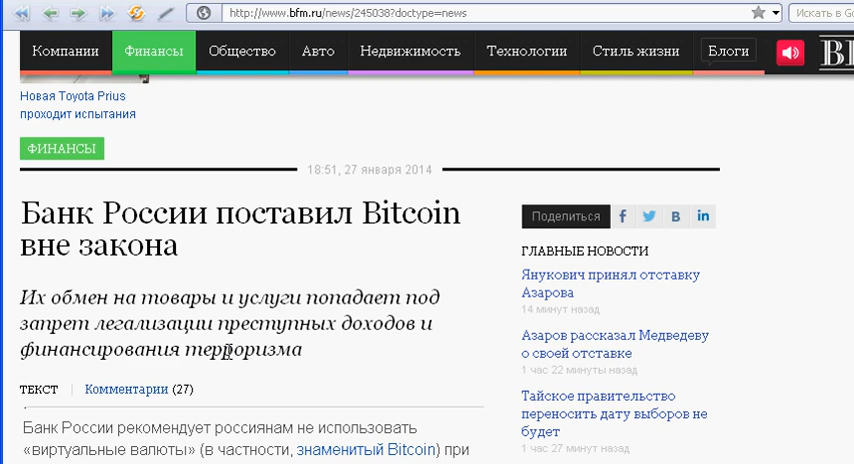 http://www.bfm.ru/news/245038?doctype=news
Искать в Go
Компании
Финансы
Общество
Авто
Недвижимость
Технологии
Стиль жизни
Блоги
Новая Toyota Prius
проходит испытания
ФИНАНСЫ
18:51, 27 января 2014
Банк России поставил Bitcoin
вне закона
Их обмен на товары и услуги попадает под
запрет легализации преступных доходов и
финансирования терроризма
ТЕКСТ
Комментарии (27)
Банк России рекомендует россиянам не использовать
«виртуальные валюты» (в частности, знаменитый Bitcoin) при
Поделиться
ГЛАВНЫЕ НОВОСТИ
Янукович принял отставку
Азарова
14 минут назад
Азаров рассказал Медведеву
о своей отставке
1 час 22 минуты назад
Тайское правительство
переносить дату выборов не
будет
1 час 27 минут назад